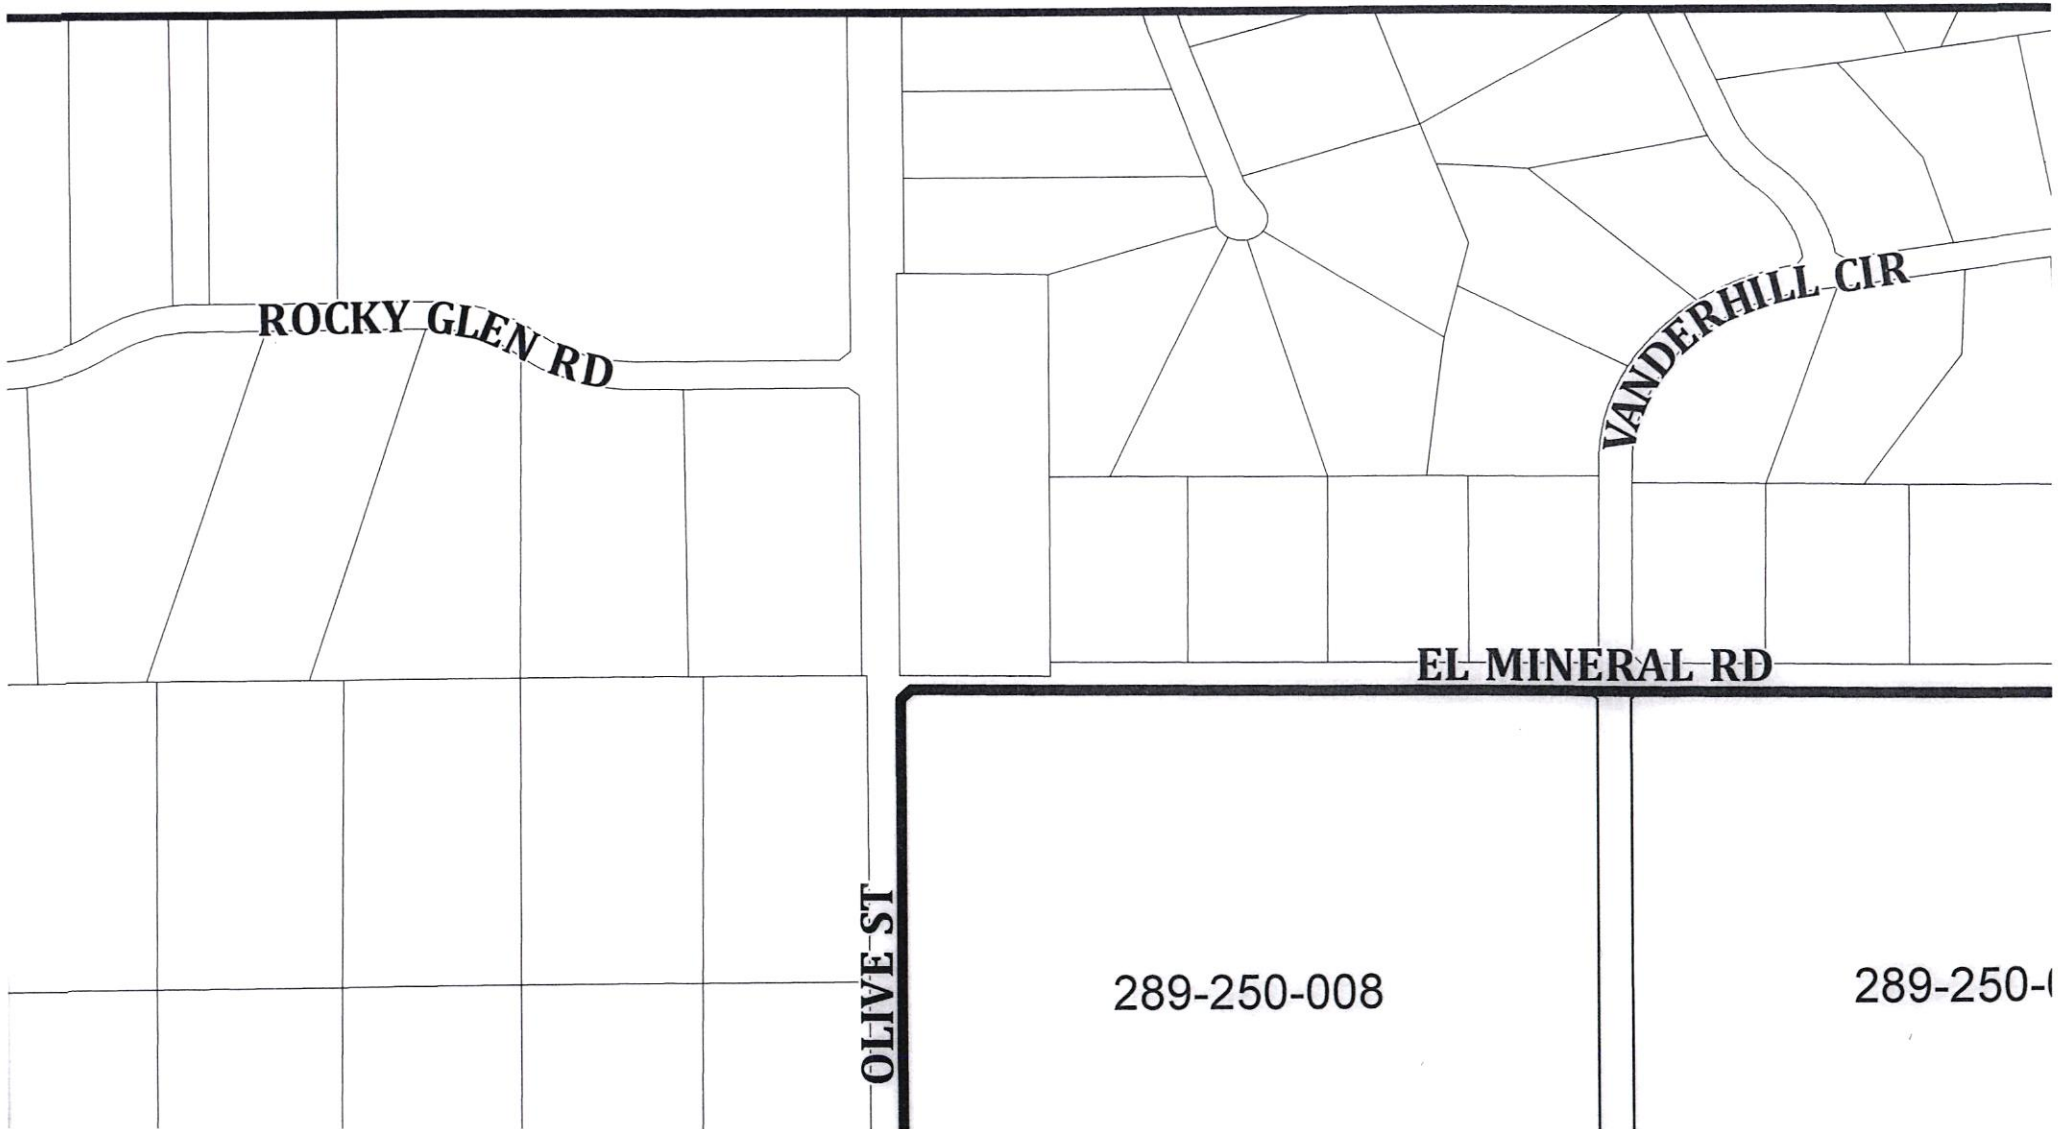 ROCKY GLEN RD
VANDERHILL CIR
EL MINERAL RD
OLIVE ST
289-250-008
289-250-